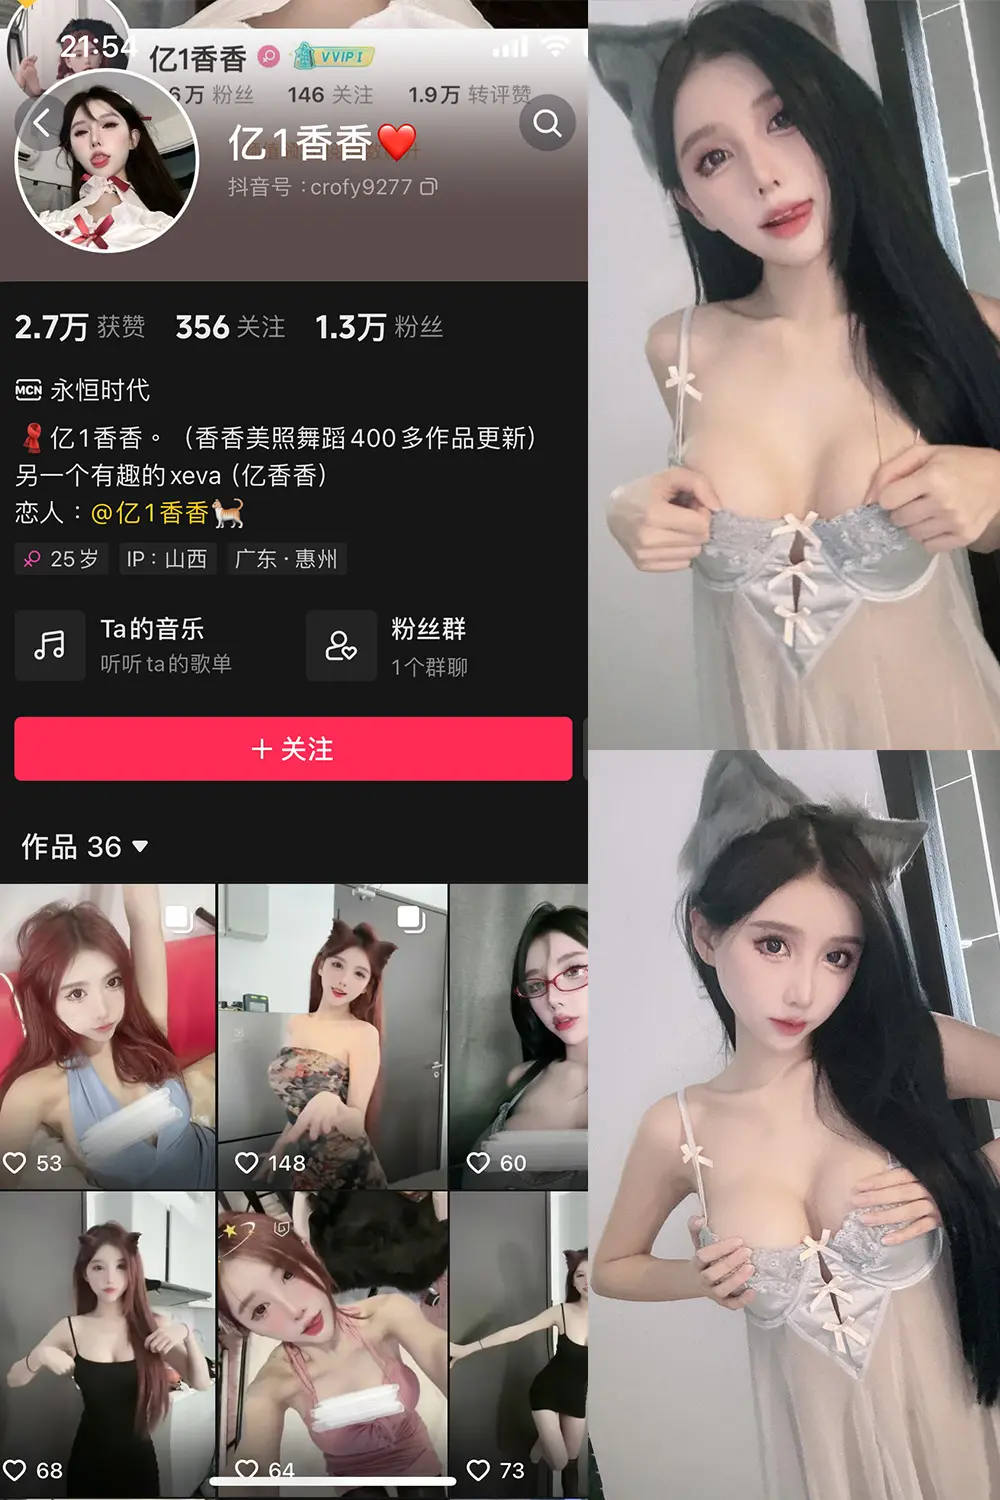 21:54
亿1香香 VVIP1
6万 粉丝 146 关注 1.9万 转评赞
亿1香香❤️
抖音号：crofy9277
2.7万 获赞 356 关注 1.3万 粉丝
MCN 永恒时代
🧣亿1香香。（香香美照舞蹈400多作品更新）
另一个有趣的xeva（亿香香）
恋人：@亿1香香🐈
25岁 IP：山西 广东·惠州
Ta的音乐
听听ta的歌单
粉丝群
1个群聊
＋ 关注
作品 36
53
148
60
68
64
73